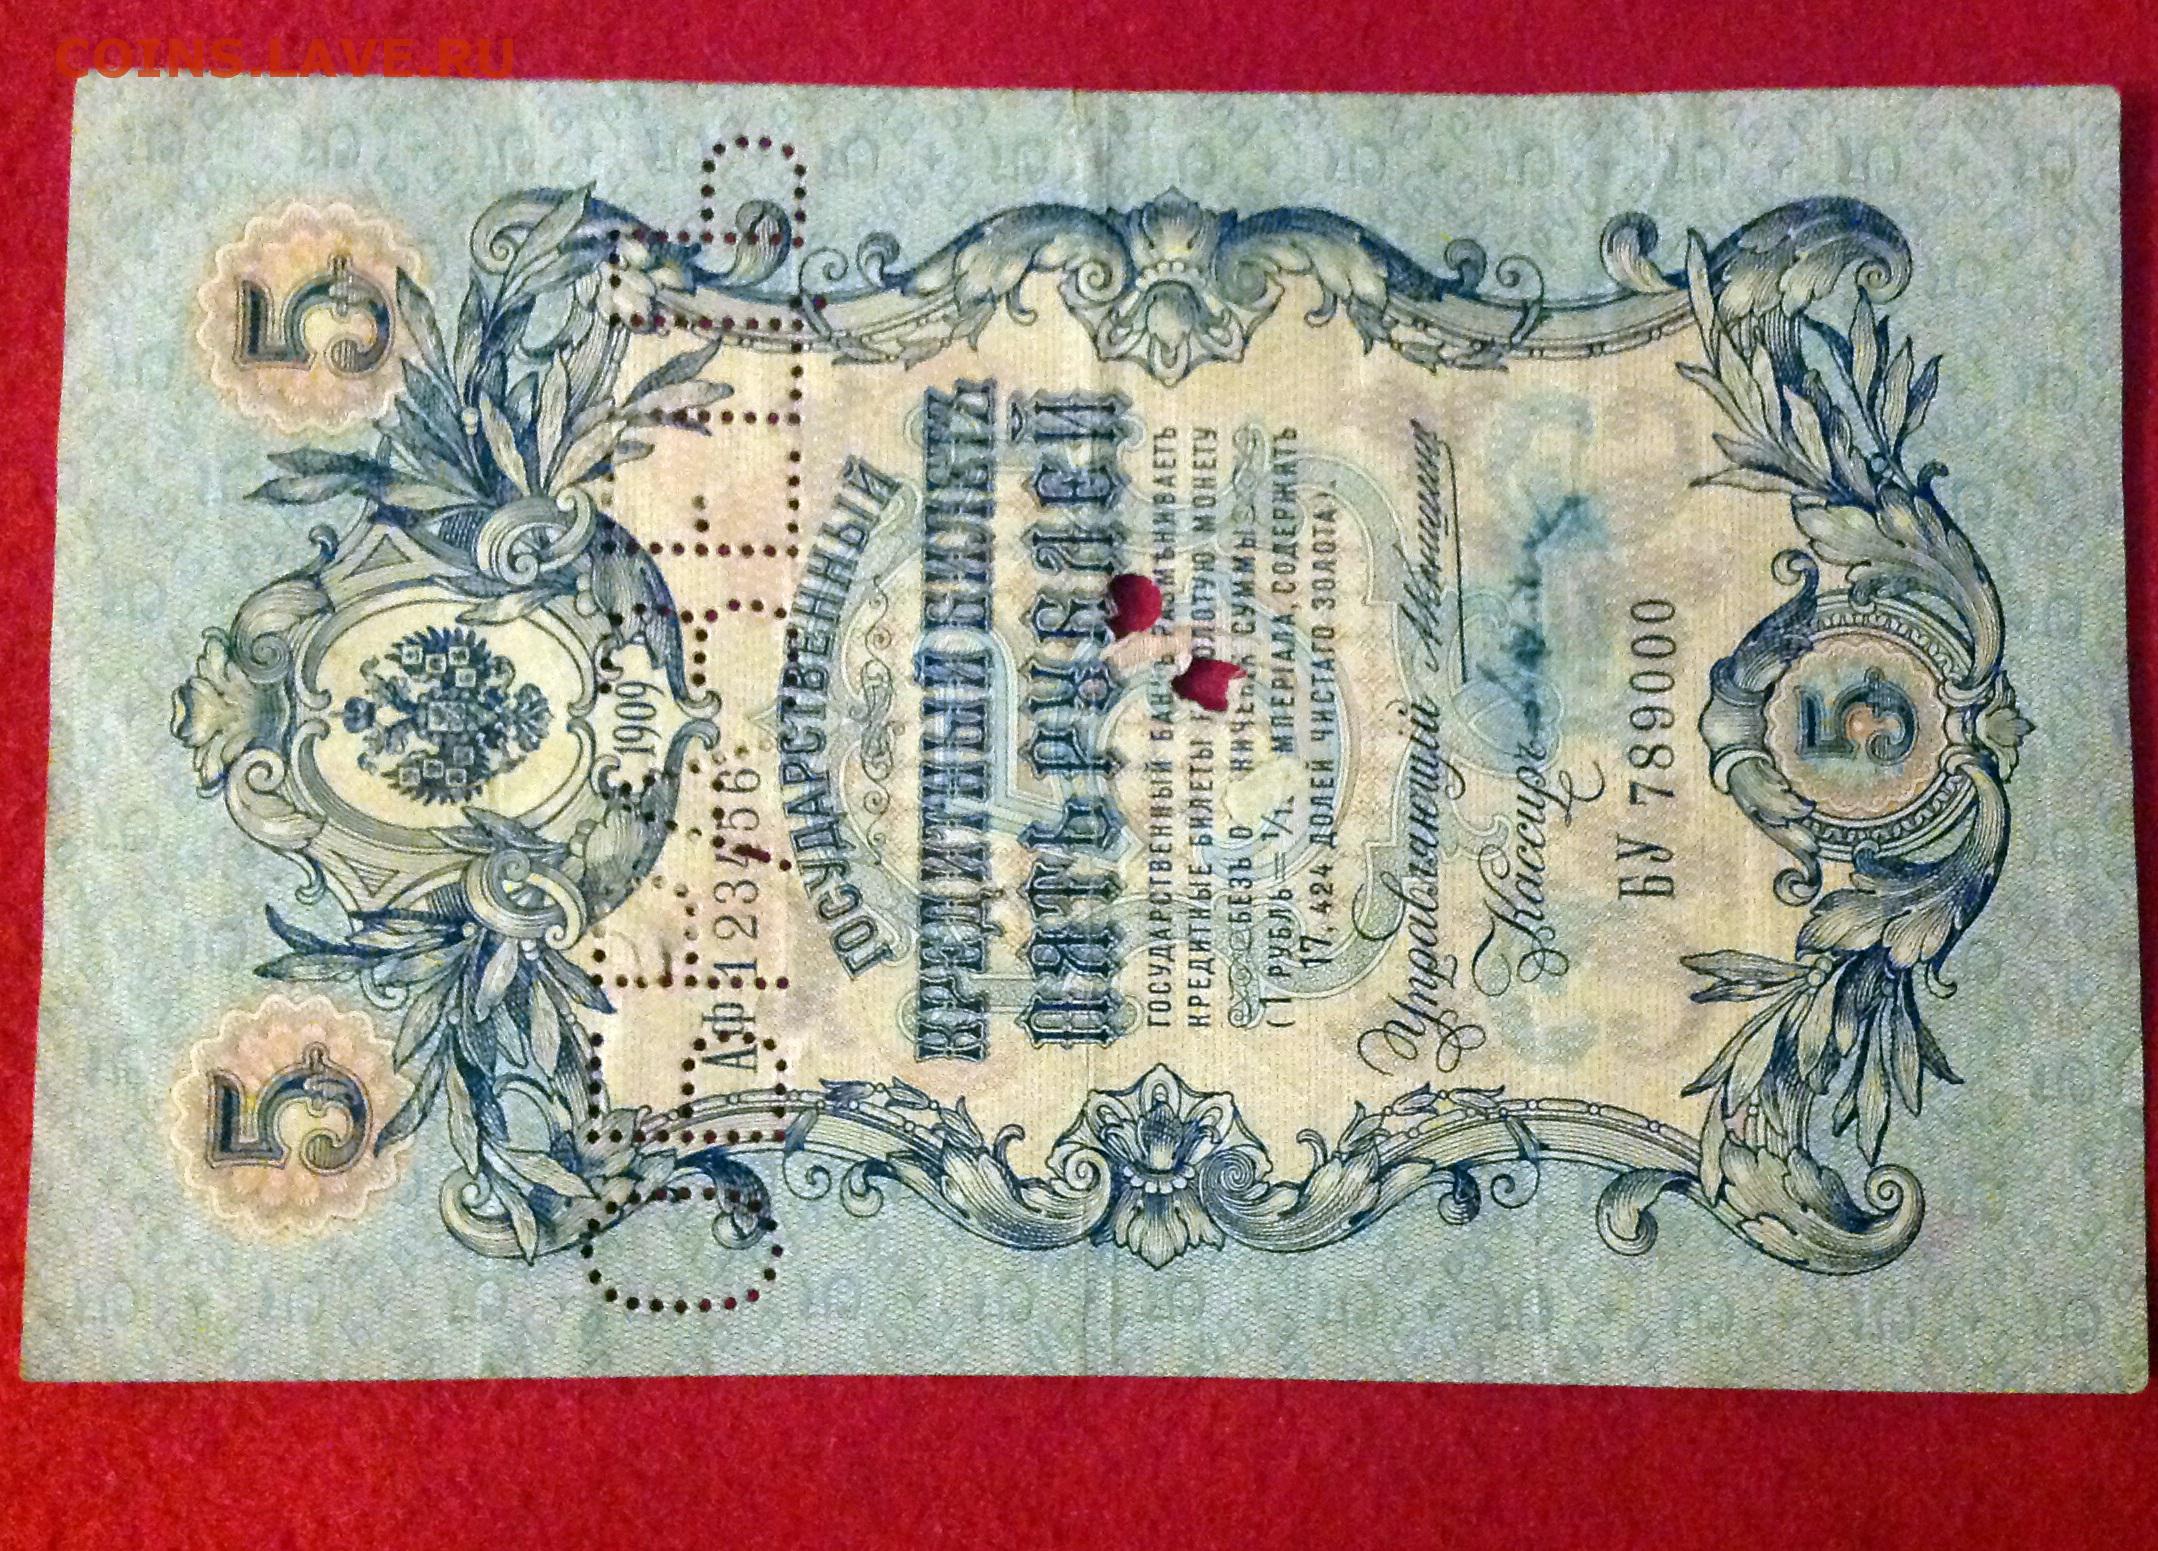 COINS.LAVE.RU
5 5
1909
ОБРАЗЕЦЪ
Аф 123456
ГОСУДАРСТВЕННЫЙ
КРЕДИТНЫЙ БИЛЕТЪ
ПЯТЬ РУБЛЕЙ
ГОСУДАРСТВЕННЫЙ БАНКЪ РАЗМѢНИВАЕТЪ
КРЕДИТНЫЕ БИЛЕТЫ НА ЗОЛОТУЮ МОНЕТУ
БЕЗЪ ОГРАНИЧЕНІЯ СУММЫ
(1 РУБЛЬ = 1/15 ИМПЕРІАЛА, СОДЕРЖИТЪ
17,424 ДОЛЕЙ ЧИСТАГО ЗОЛОТА).
Управляющій
Кассиръ
БУ 789000
5